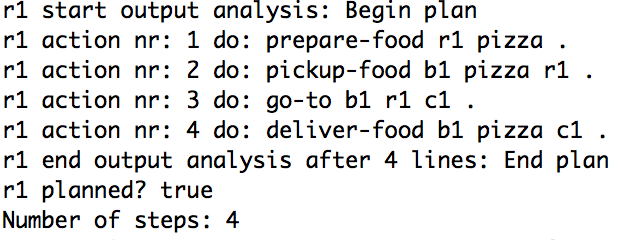 r1 start output analysis: Begin plan
r1 action nr: 1 do: prepare-food r1 pizza .
r1 action nr: 2 do: pickup-food b1 pizza r1 .
r1 action nr: 3 do: go-to b1 r1 c1 .
r1 action nr: 4 do: deliver-food b1 pizza c1 .
r1 end output analysis after 4 lines: End plan
r1 planned? true
Number of steps: 4